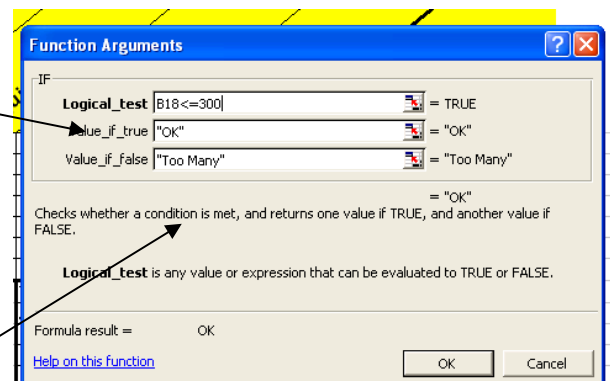 Function Arguments
IF
Logical_test B18<=300 = TRUE
Value_if_true "OK" = "OK"
Value_if_false "Too Many" = "Too Many"
= "OK"
Checks whether a condition is met, and returns one value if TRUE, and another value if
FALSE.
Logical_test is any value or expression that can be evaluated to TRUE or FALSE.
Formula result = OK
Help on this function OK Cancel